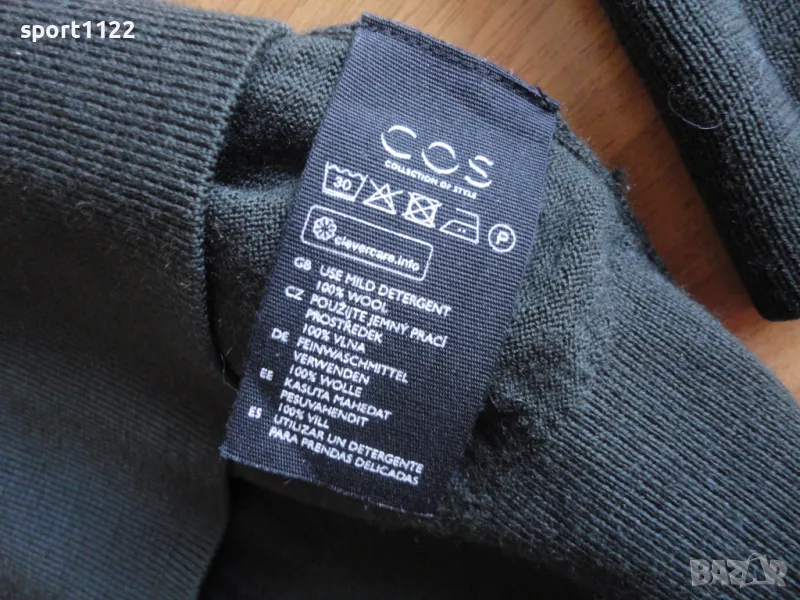 sport1122
COS
COLLECTION OF STYLE
30
P
clevercare.info
GB USE MILD DETERGENT
100% WOOL
CZ POUŽIJTE JEMNÝ PRACÍ
PROSTŘEDEK
100% VLNA
DE FEINWASCHMITTEL
VERWENDEN
100% WOLLE
EE KASUTA MAHEDAT
PESUVAHENDIT
100% VILL
ES UTILIZAR UN DETERGENTE
PARA PRENDAS DELICADAS
BAZAR